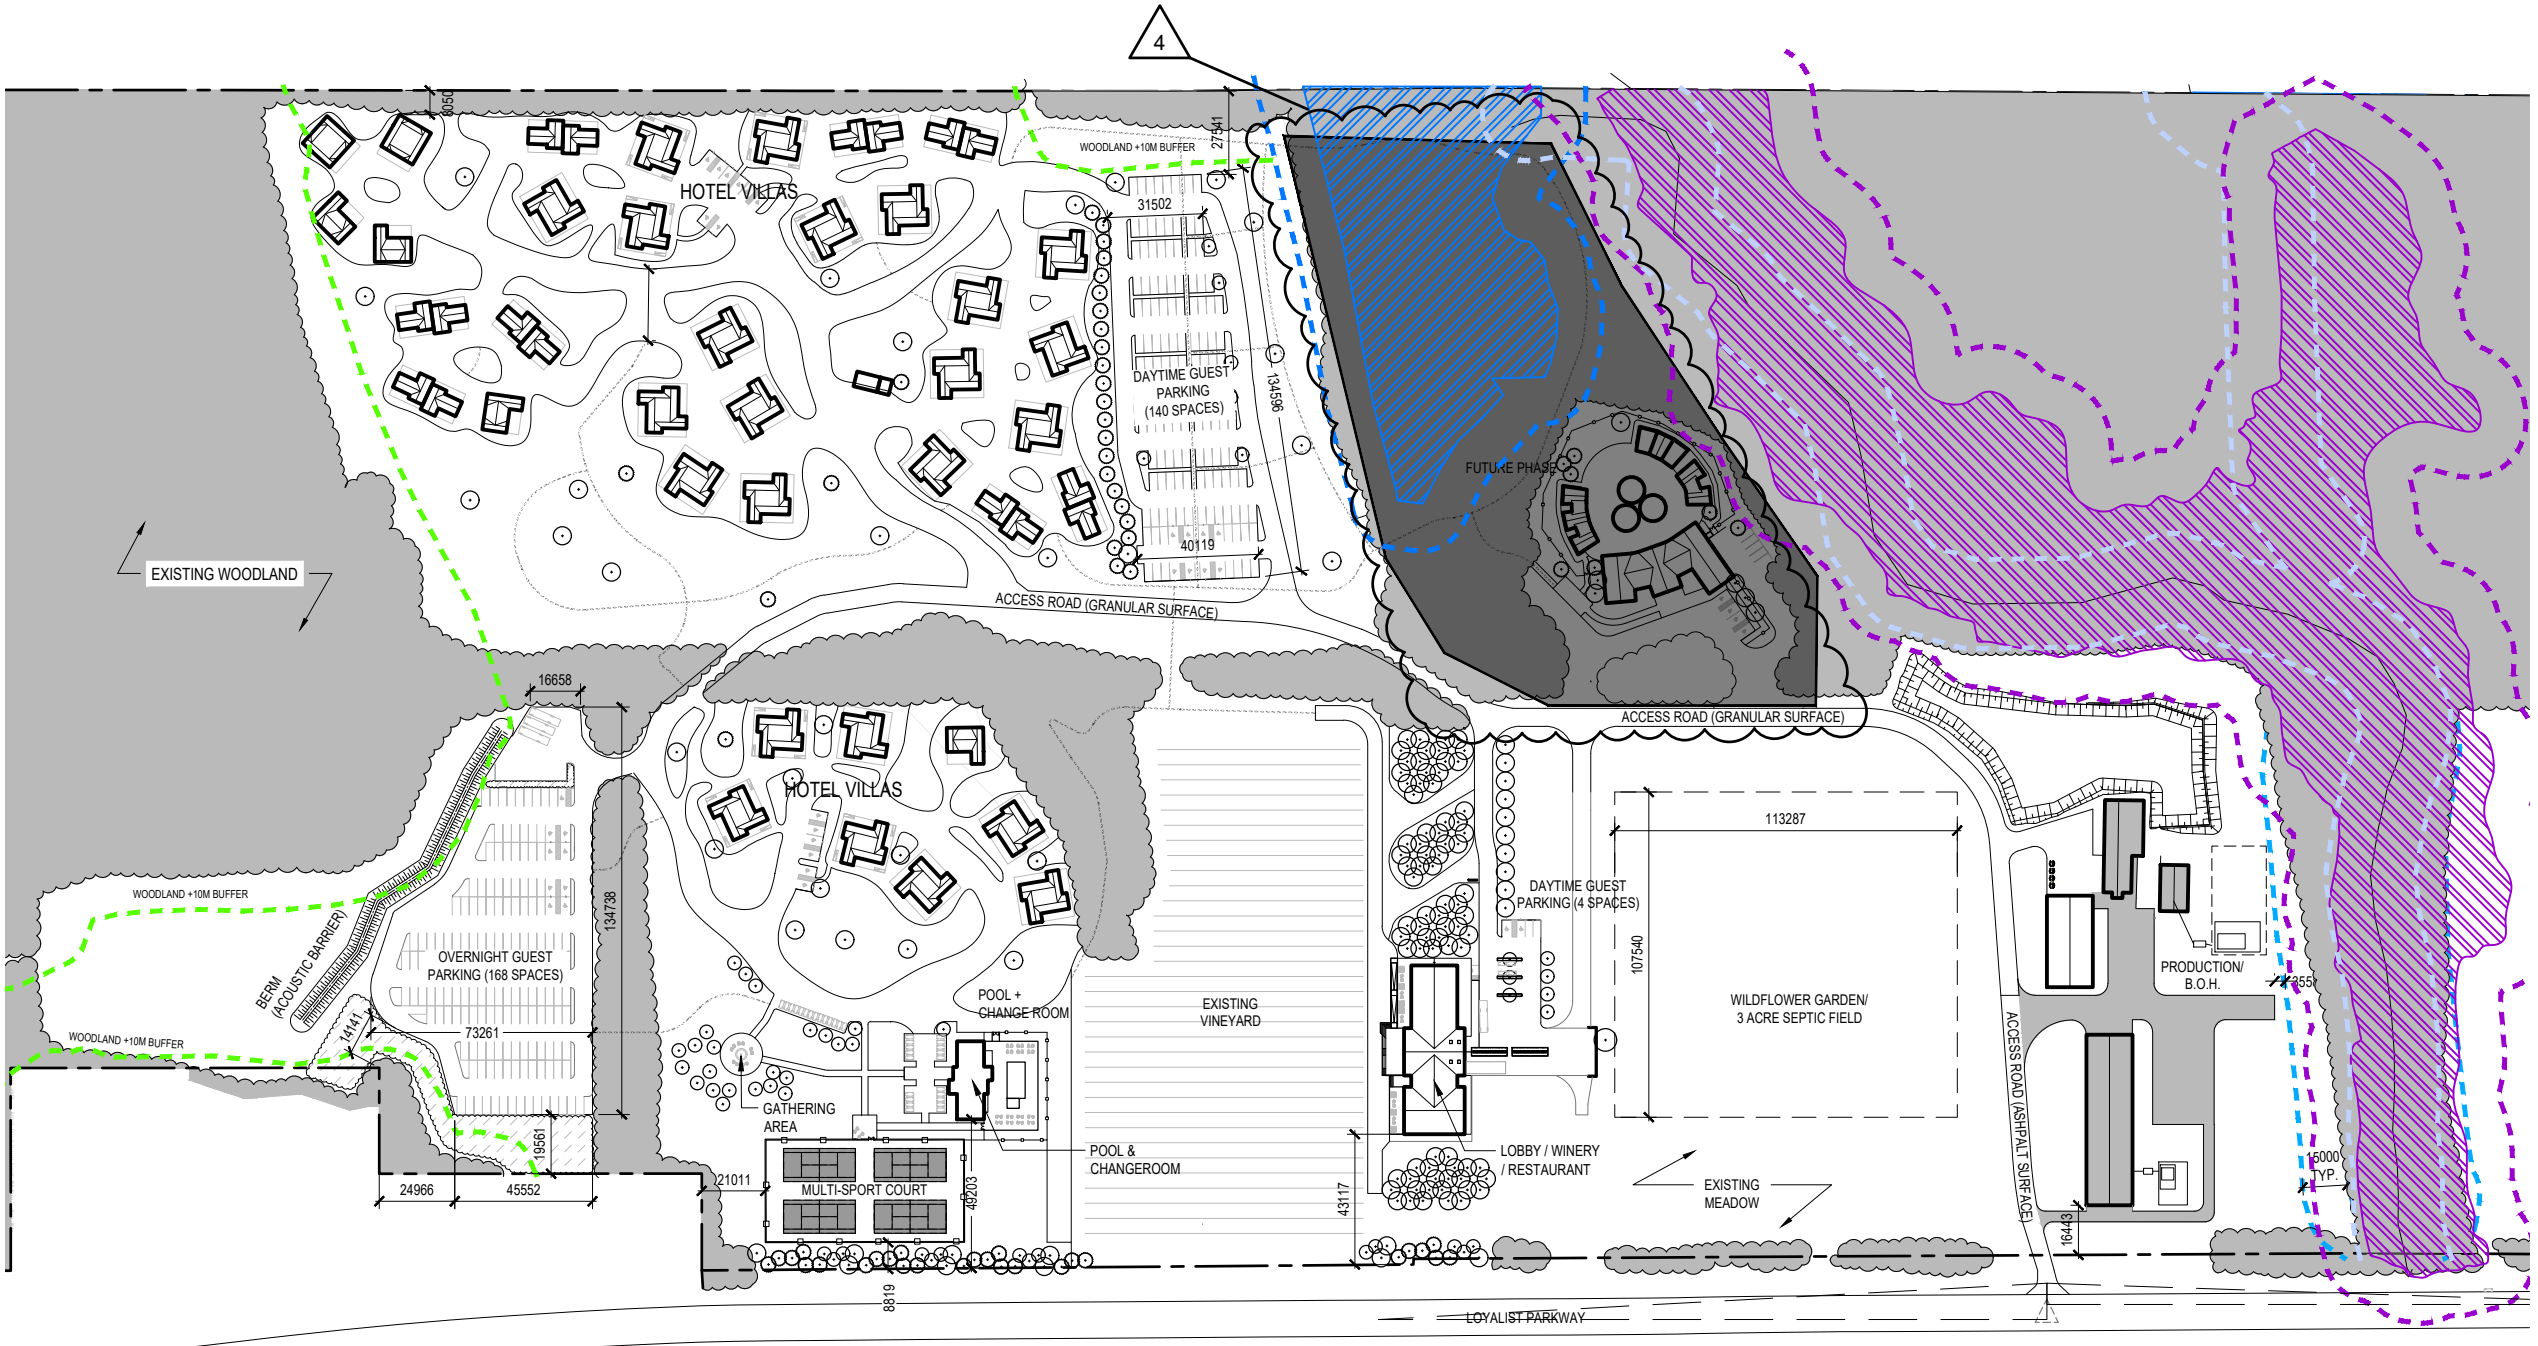 4
8050
27541
WOODLAND +10M BUFFER
HOTEL VILLAS
31502
DAYTIME GUEST
PARKING
(140 SPACES)
134596
FUTURE PHASE
40119
EXISTING WOODLAND
ACCESS ROAD (GRANULAR SURFACE)
16658
ACCESS ROAD (GRANULAR SURFACE)
HOTEL VILLAS
113287
WOODLAND +10M BUFFER
134738
DAYTIME GUEST
PARKING (4 SPACES)
BERM
(ACOUSTIC BARRIER)
OVERNIGHT GUEST
PARKING (168 SPACES)
107540
PRODUCTION/
B.O.H.
POOL +
CHANGE ROOM
EXISTING
VINEYARD
WILDFLOWER GARDEN/
3 ACRE SEPTIC FIELD
14141
73261
WOODLAND +10M BUFFER
ACCESS ROAD (ASHPALT SURFACE)
GATHERING
AREA
19561
POOL &
CHANGEROOM
LOBBY / WINERY
/ RESTAURANT
15000
TYP.
24966
45552
21011
MULTI-SPORT COURT
49203
43117
EXISTING
MEADOW
16443
8819
LOYALIST PARKWAY